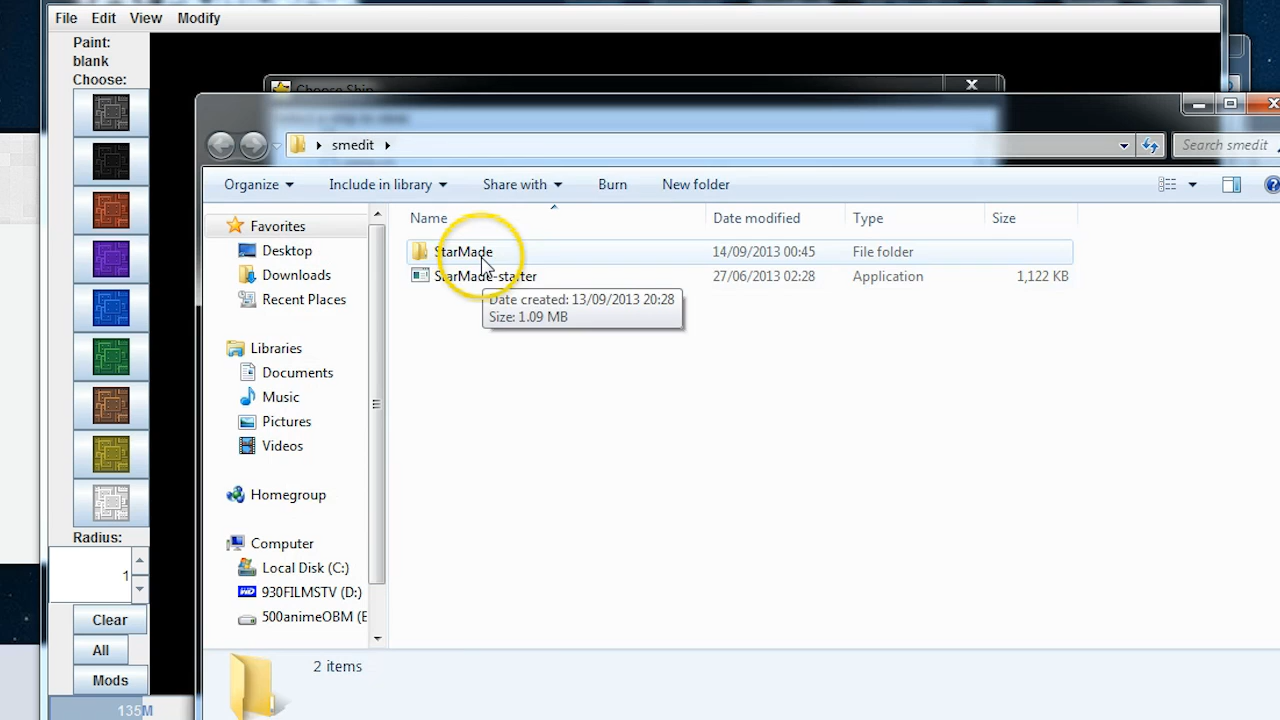 File Edit View Modify
Paint:
blank
Choose:
Radius:
1
Clear
All
Mods
135M
Choose Ship
smedit
Search smedit
Organize Include in library Share with Burn New folder
Name Date modified Type Size
StarMade 14/09/2013 00:45 File folder
StarMade-starter 27/06/2013 02:28 Application 1,122 KB
Date created: 13/09/2013 20:28
Size: 1.09 MB
Favorites
Desktop
Downloads
Recent Places
Libraries
Documents
Music
Pictures
Videos
Homegroup
Computer
Local Disk (C:)
930FILMSTV (D:)
500animeOBM (E
2 items